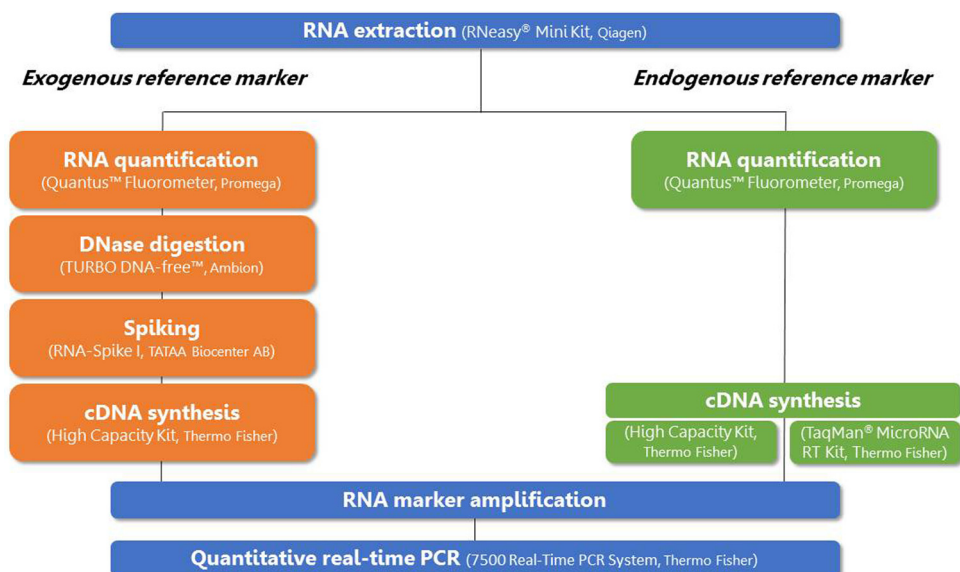 RNA extraction (RNeasy® Mini Kit, Qiagen)
Exogenous reference marker
Endogenous reference marker
RNA quantification
(Quantus™ Fluorometer, Promega)
RNA quantification
(Quantus™ Fluorometer, Promega)
DNase digestion
(TURBO DNA-free™, Ambion)
Spiking
(RNA-Spike I, TATAA Biocenter AB)
cDNA synthesis
(High Capacity Kit, Thermo Fisher)
cDNA synthesis
(High Capacity Kit,
Thermo Fisher)
(TaqMan® MicroRNA
RT Kit, Thermo Fisher)
RNA marker amplification
Quantitative real-time PCR (7500 Real-Time PCR System, Thermo Fisher)